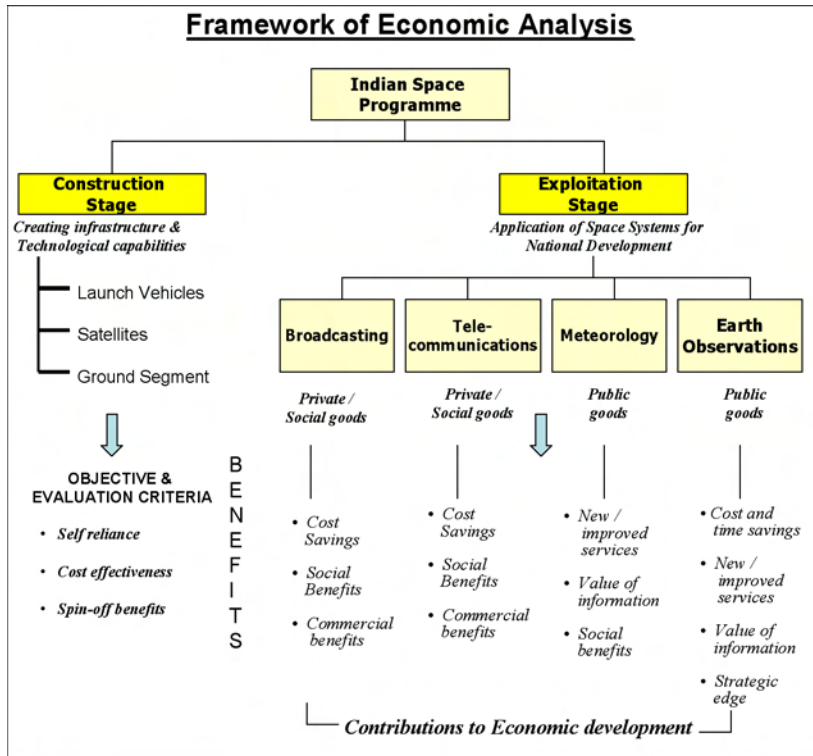 Framework of Economic Analysis
Indian Space
Programme
Construction
Stage
Creating infrastructure &
Technological capabilities
Launch Vehicles
Satellites
Ground Segment
OBJECTIVE &
EVALUATION CRITERIA
• Self reliance
• Cost effectiveness
• Spin-off benefits
Exploitation
Stage
Application of Space Systems for
National Development
BENEFITS
Broadcasting
Private /
Social goods
• Cost
Savings
• Social
Benefits
• Commercial
benefits
Tele-
communications
Private /
Social goods
• Cost
Savings
• Social
Benefits
• Commercial
benefits
Meteorology
Public
goods
• New /
improved
services
• Value of
information
• Social
benefits
Earth
Observations
Public
goods
• Cost and
time savings
• New /
improved
services
• Value of
information
• Strategic
edge
Contributions to Economic development